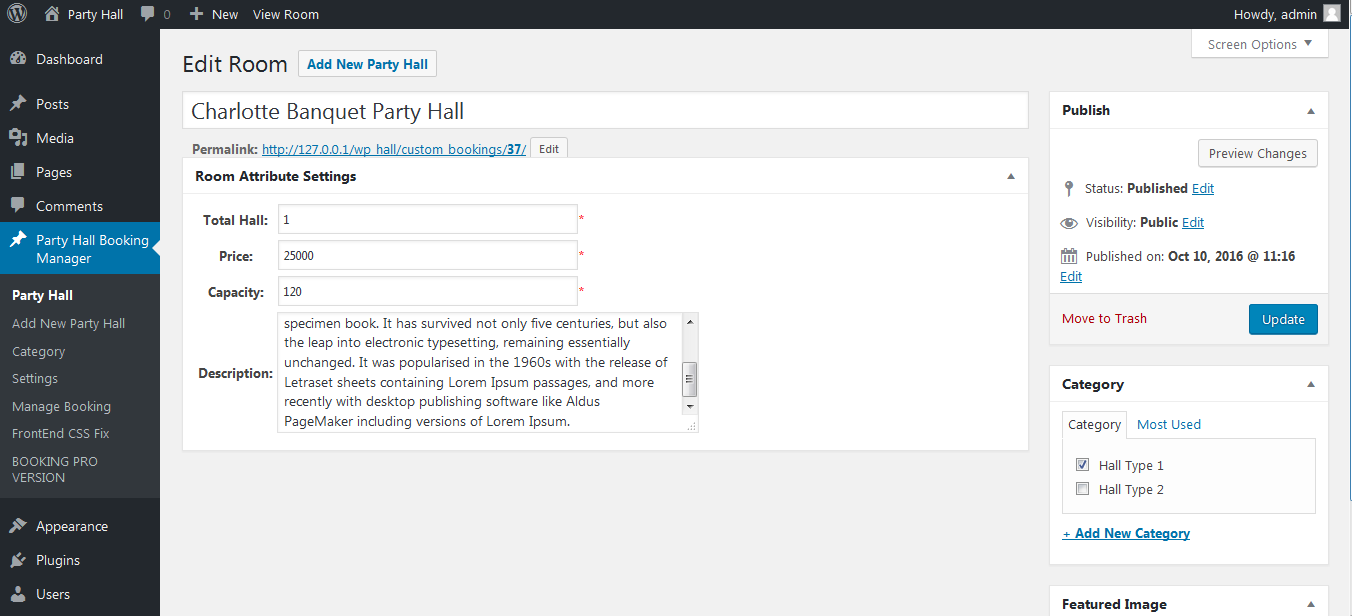 Party Hall 0 New View Room Howdy, admin
Screen Options
Dashboard
Posts
Media
Pages
Comments
Party Hall Booking
Manager
Party Hall
Add New Party Hall
Category
Settings
Manage Booking
FrontEnd CSS Fix
BOOKING PRO
VERSION
Appearance
Plugins
Users
Edit Room Add New Party Hall
Charlotte Banquet Party Hall
Permalink: http://127.0.0.1/wp_hall/custom_bookings/37/ Edit
Room Attribute Settings
Total Hall: 1 *
Price: 25000 *
Capacity: 120 *
Description:
specimen book. It has survived not only five centuries, but also
the leap into electronic typesetting, remaining essentially
unchanged. It was popularised in the 1960s with the release of
Letraset sheets containing Lorem Ipsum passages, and more
recently with desktop publishing software like Aldus
PageMaker including versions of Lorem Ipsum.
Publish
Preview Changes
Status: Published Edit
Visibility: Public Edit
Published on: Oct 10, 2016 @ 11:16
Edit
Move to Trash Update
Category
Category Most Used
Hall Type 1
Hall Type 2
+ Add New Category
Featured Image